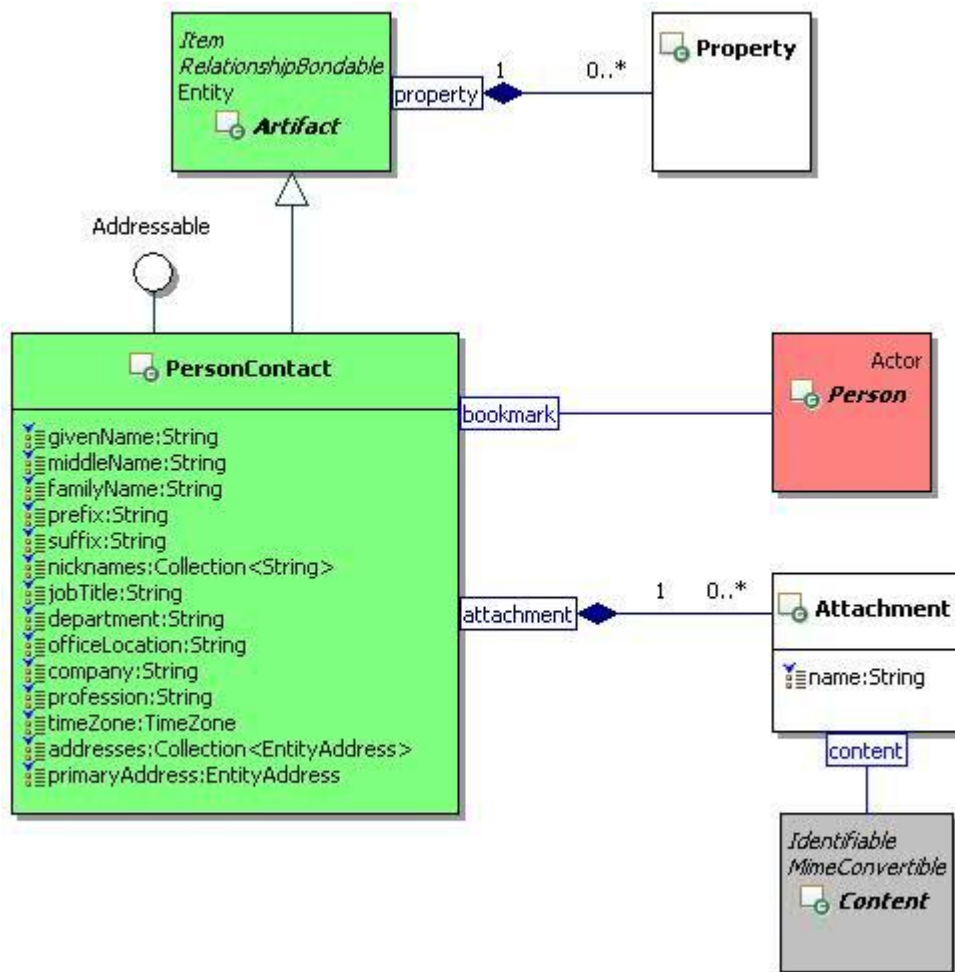 Item
RelationshipBondable
Entity
Artifact
property
1
0..*
Property
Addressable
PersonContact
givenName:String
middleName:String
familyName:String
prefix:String
suffix:String
nicknames:Collection<String>
jobTitle:String
department:String
officeLocation:String
company:String
profession:String
timeZone:TimeZone
addresses:Collection<EntityAddress>
primaryAddress:EntityAddress
bookmark
Actor
Person
attachment
1
0..*
Attachment
name:String
content
Identifiable
MimeConvertible
Content